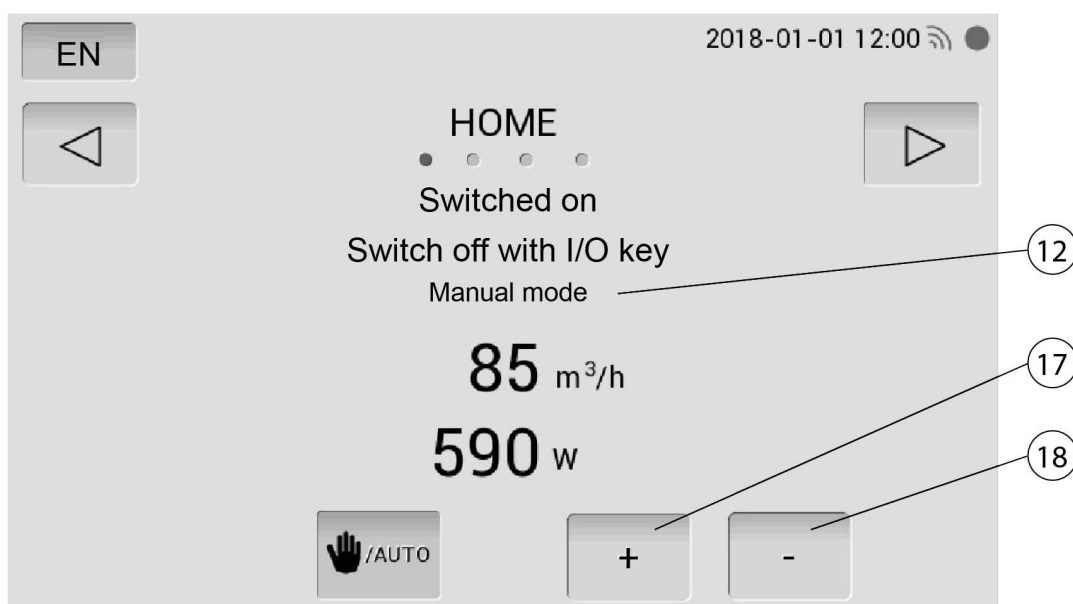 EN
2018-01-01 12:00
HOME
Switched on
Switch off with I/O key
Manual mode
12
85 m³/h
17
590 W
18
/AUTO
+
-